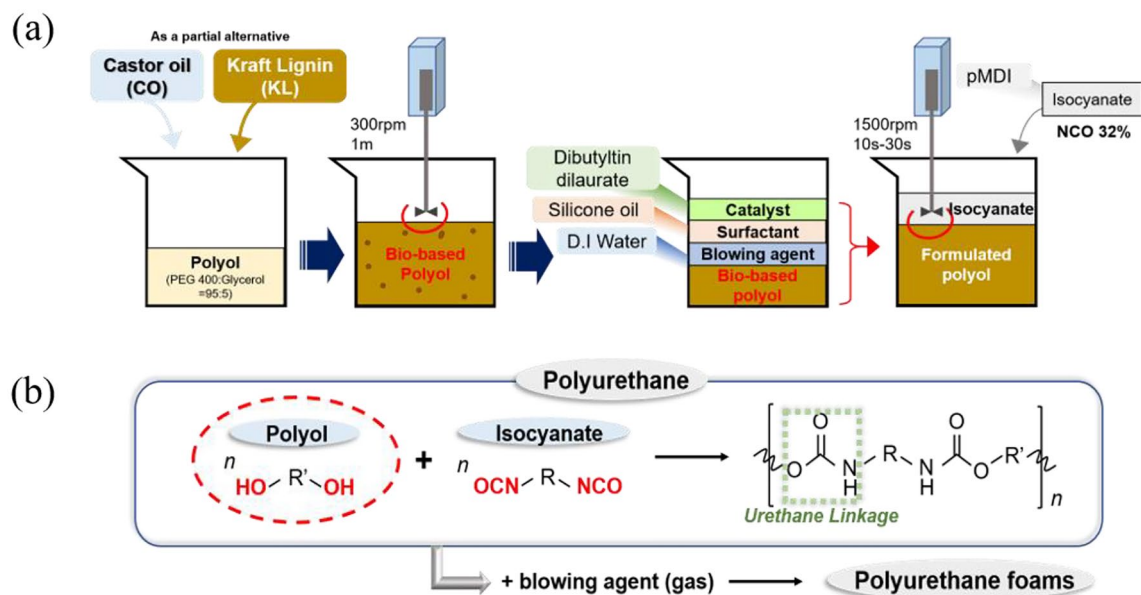 (a)
As a partial alternative
Castor oil
(CO)
Kraft Lignin
(KL)
Polyol
(PEG 400:Glycerol
=95:5)
300rpm
1m
Bio-based
Polyol
Dibutyltin
dilaurate
Silicone oil
D.I Water
Catalyst
Surfactant
Blowing agent
Bio-based
polyol
1500rpm
10s-30s
pMDI
Isocyanate
NCO 32%
Isocyanate
Formulated
polyol
(b)
Polyurethane
Polyol
n
HO R' OH
+
Isocyanate
n
OCN R NCO
O O
O N R N O R' n
H H
Urethane Linkage
+ blowing agent (gas)
Polyurethane foams